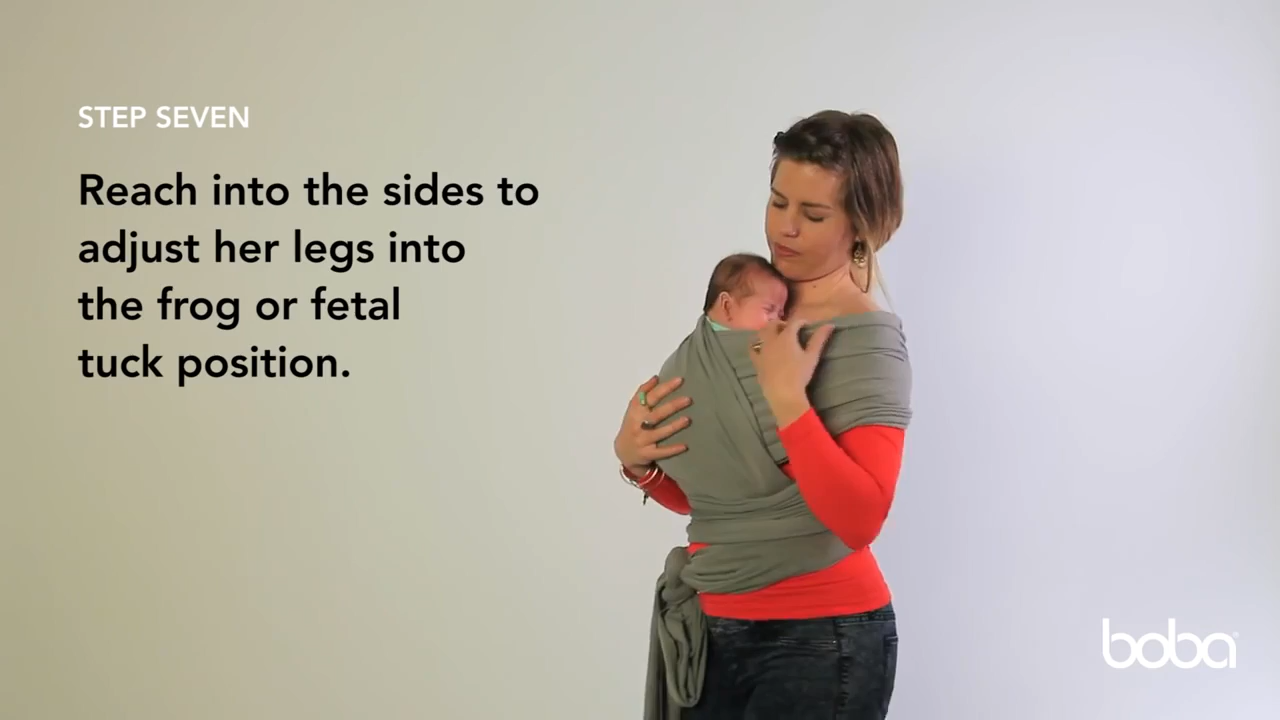 STEP SEVEN
Reach into the sides to
adjust her legs into
the frog or fetal
tuck position.
boba